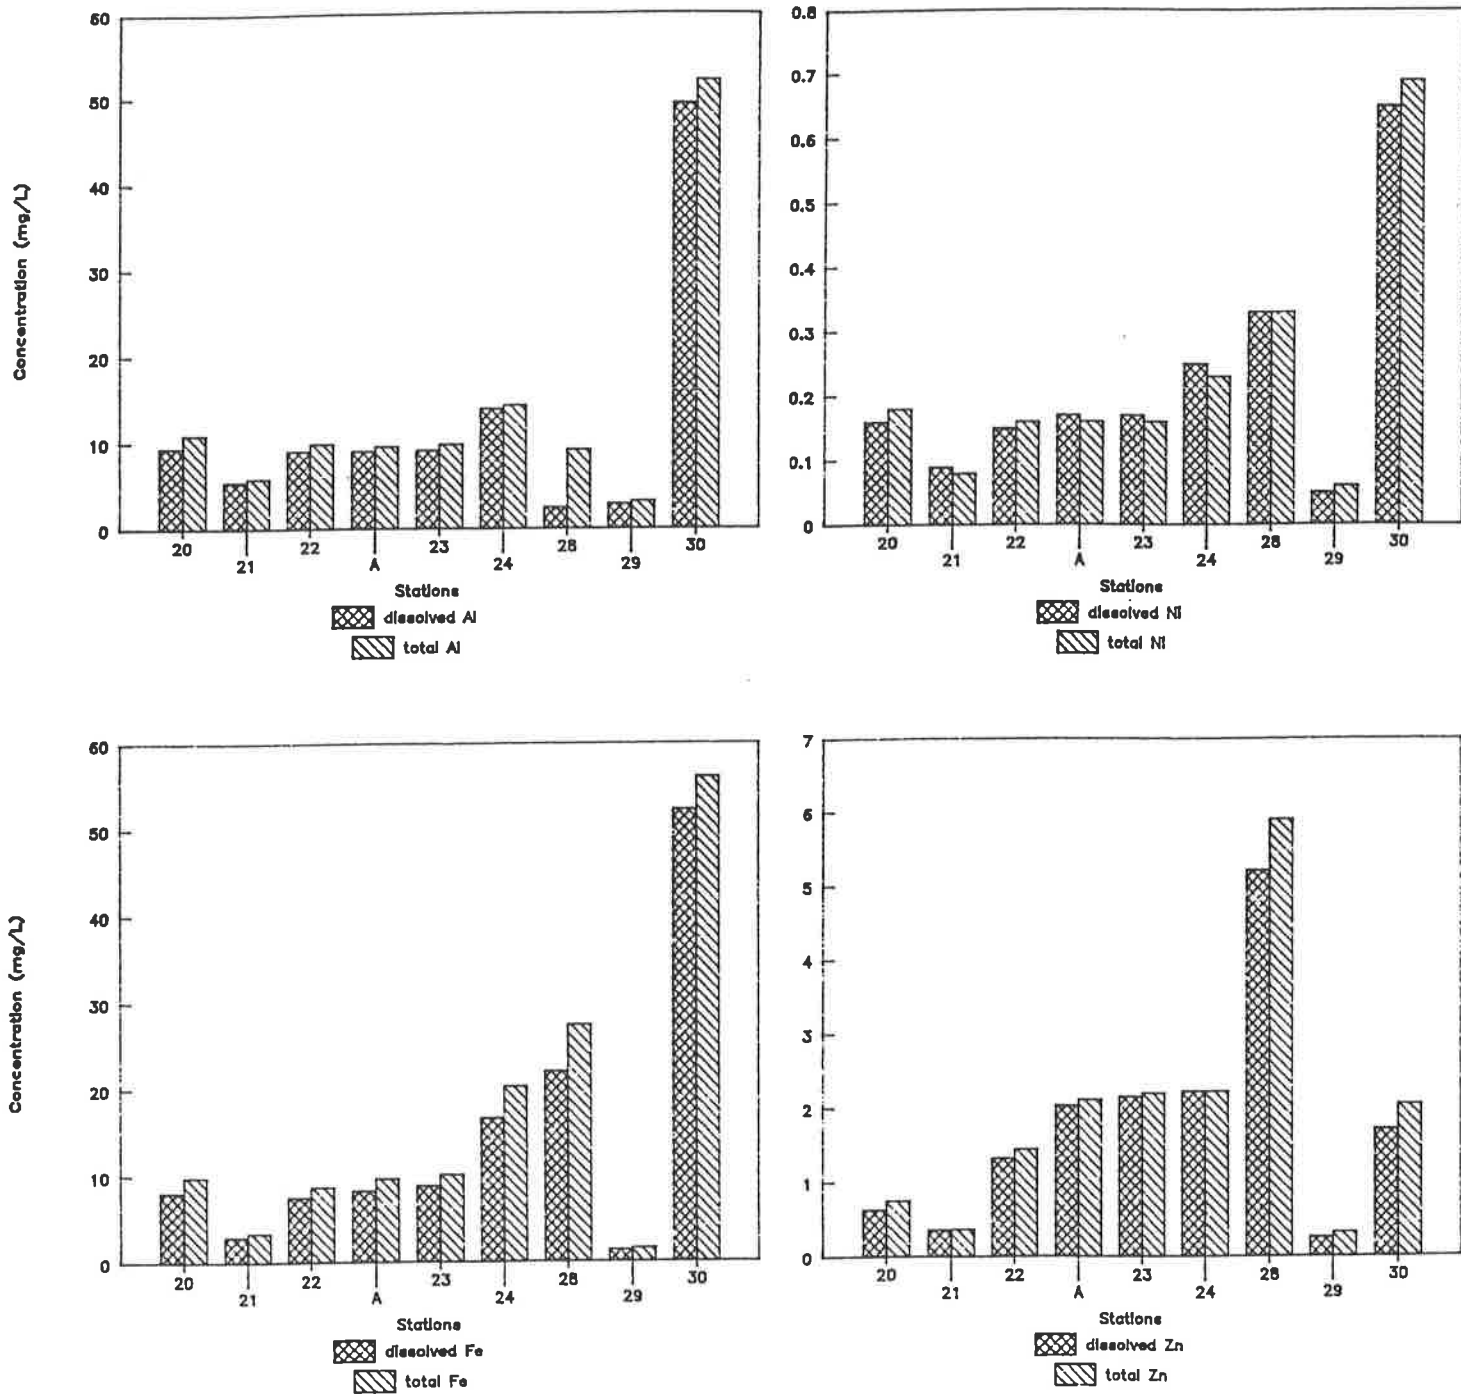 60
50
40
30
20
10
0
Concentration (mg/L)
20 22 23 28 30
21 A 24 29
Stations
dissolved Al
total Al
0.8
0.7
0.6
0.5
0.4
0.3
0.2
0.1
0
20 22 23 28 30
21 A 24 29
Stations
dissolved Ni
total Ni
60
50
40
30
20
10
0
Concentration (mg/L)
20 22 23 28 30
21 A 24 29
Stations
dissolved Fe
total Fe
7
6
5
4
3
2
1
0
20 22 23 28 30
21 A 24 29
Stations
dissolved Zn
total Zn